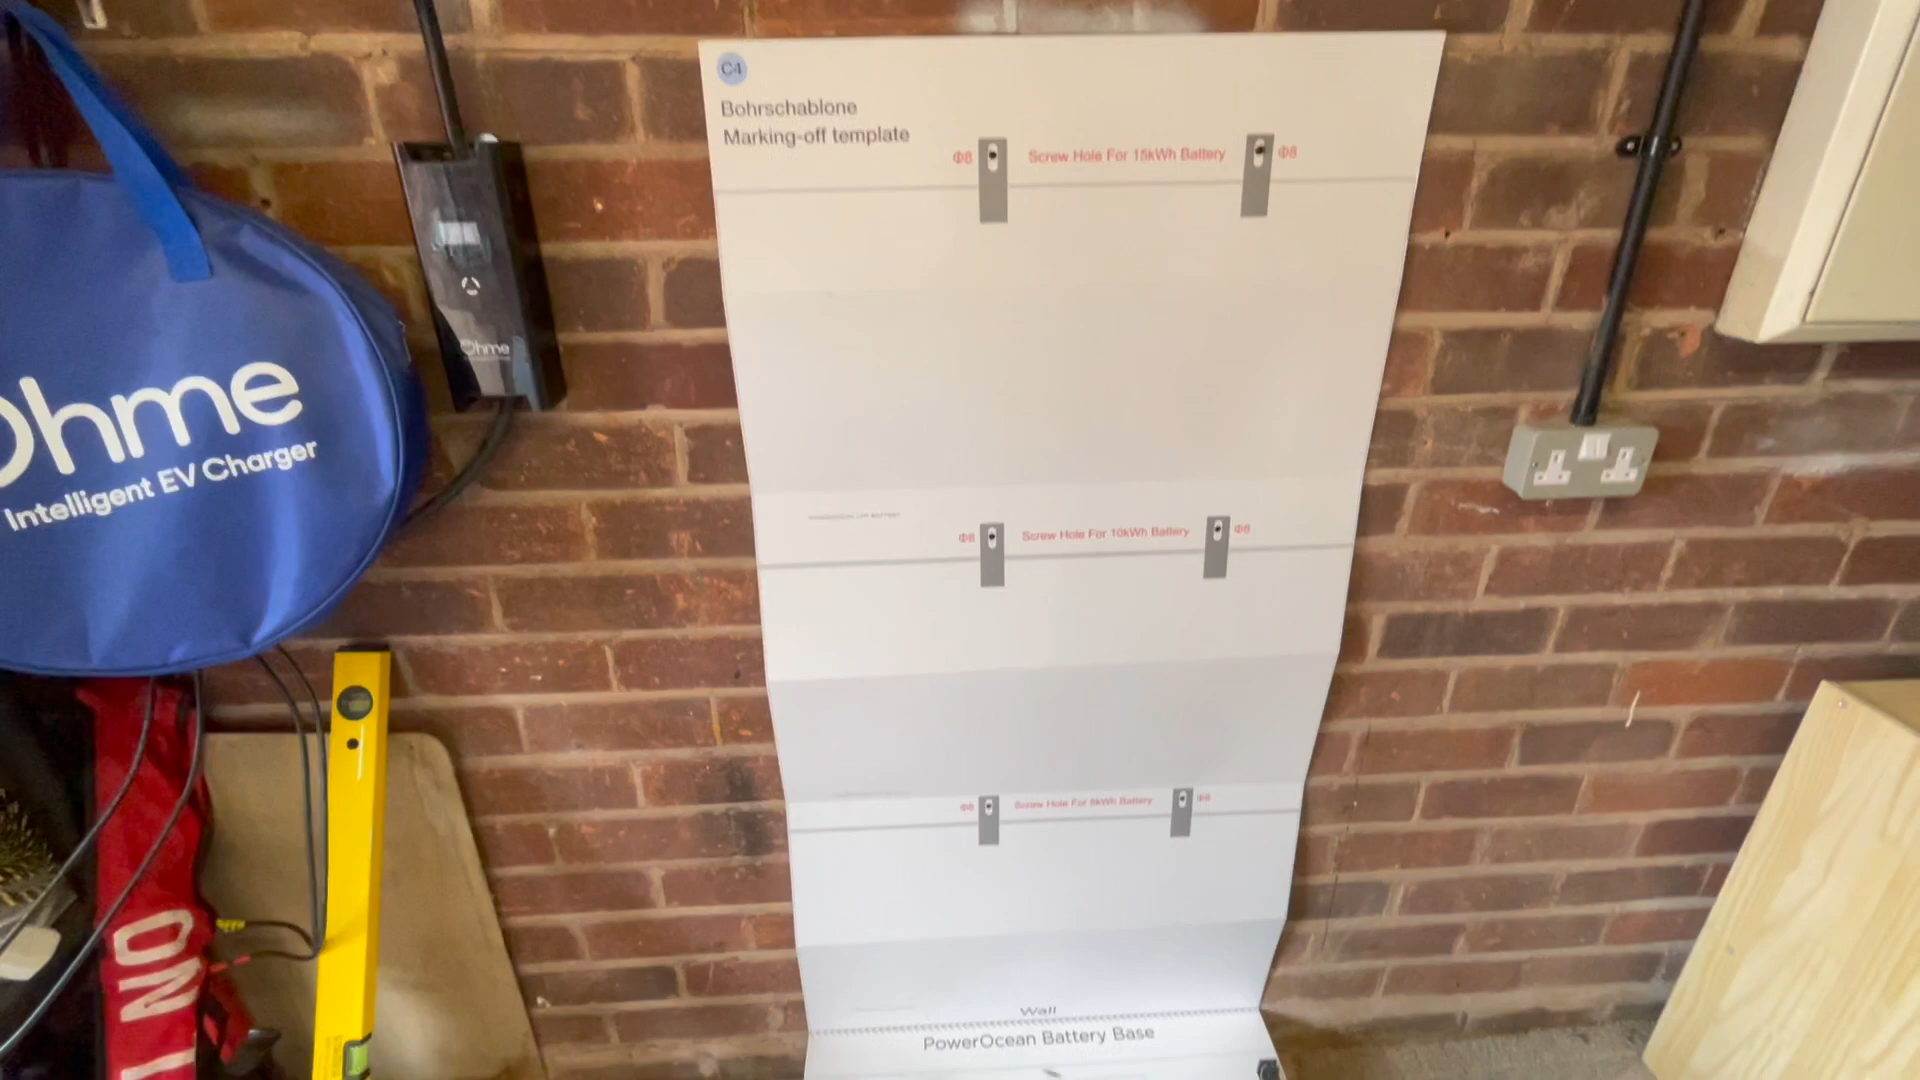 C4
Bohrschablone
Marking-off template
Φ8 Screw Hole For 15kWh Battery Φ8
Ohme
Ohme
Intelligent EV Charger
Φ8 Screw Hole For 10kWh Battery Φ8
Φ8 Screw Hole For 5kWh Battery Φ8
NO
Wall
PowerOcean Battery Base